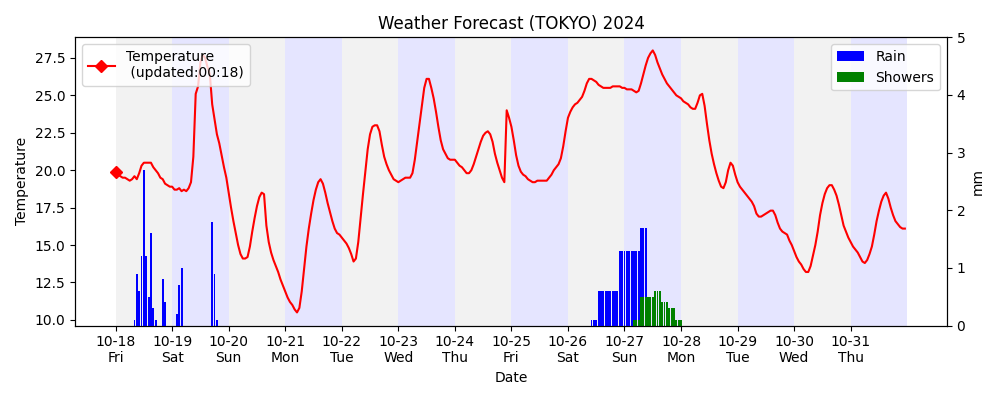 Weather Forecast (TOKYO) 2024
Temperature
(updated:00:18)
Rain
Showers
27.5
25.0
22.5
20.0
17.5
15.0
12.5
10.0
Temperature
5
4
3
2
1
0
mm
10-18 10-19 10-20 10-21 10-22 10-23 10-24 10-25 10-26 10-27 10-28 10-29 10-30 10-31
Fri Sat Sun Mon Tue Wed Thu Fri Sat Sun Mon Tue Wed Thu
Date